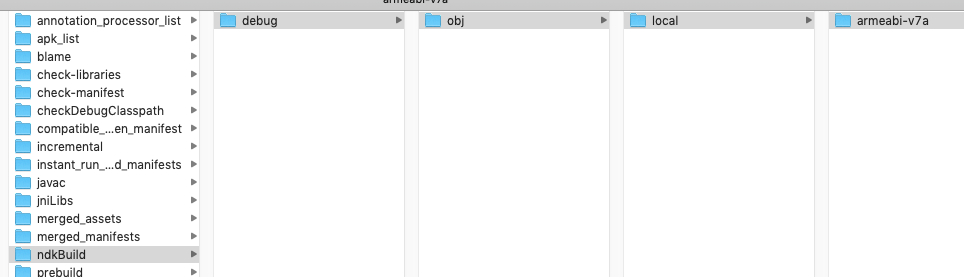 armeabi-v7a
annotation_processor_list
apk_list
blame
check-libraries
check-manifest
checkDebugClasspath
compatible_...en_manifest
incremental
instant_run_...d_manifests
javac
jniLibs
merged_assets
merged_manifests
ndkBuild
prebuild
debug
obj
local
armeabi-v7a